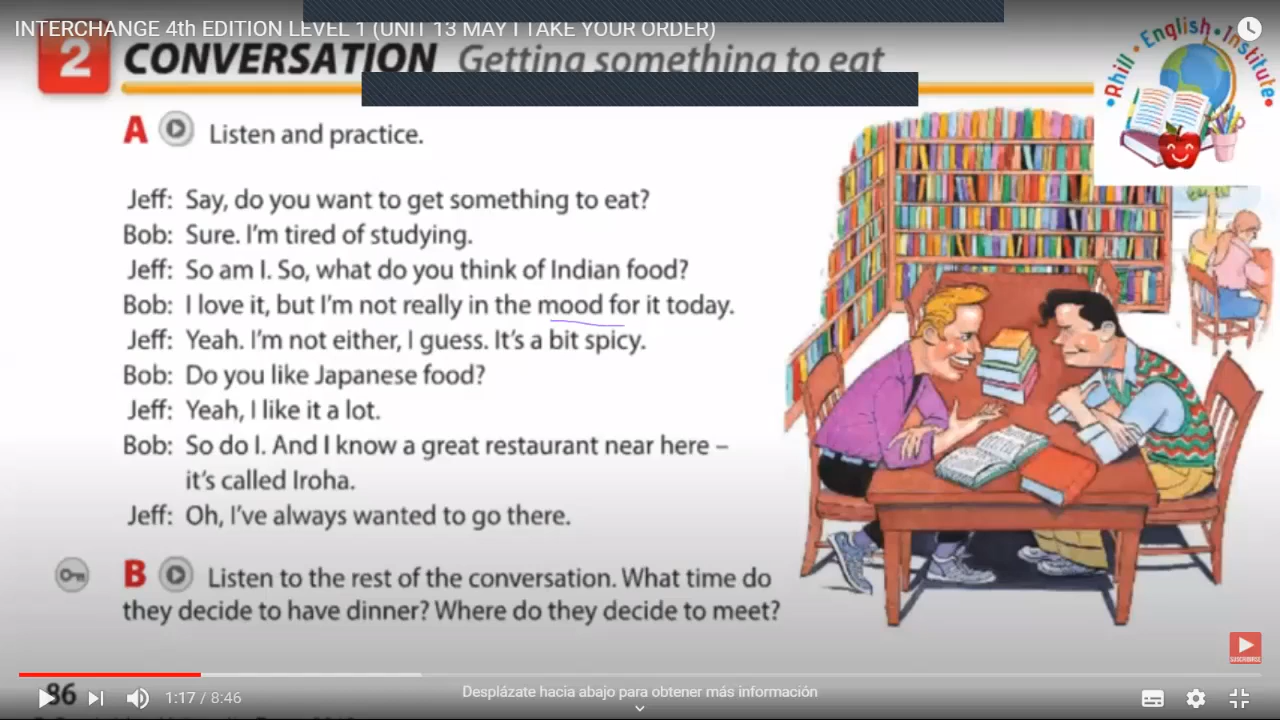 INTERCHANGE 4th EDITION LEVEL 1 (UNIT 13 MAY I TAKE YOUR ORDER)
2 CONVERSATION Getting something to eat
Rhill • English • Institute
A Listen and practice.
Jeff: Say, do you want to get something to eat?
Bob: Sure. I'm tired of studying.
Jeff: So am I. So, what do you think of Indian food?
Bob: I love it, but I'm not really in the mood for it today.
Jeff: Yeah. I'm not either, I guess. It's a bit spicy.
Bob: Do you like Japanese food?
Jeff: Yeah, I like it a lot.
Bob: So do I. And I know a great restaurant near here –
it's called Iroha.
Jeff: Oh, I've always wanted to go there.
B Listen to the rest of the conversation. What time do
they decide to have dinner? Where do they decide to meet?
SUSCRIBIRSE
86
1:17 / 8:46
Desplázate hacia abajo para obtener más información